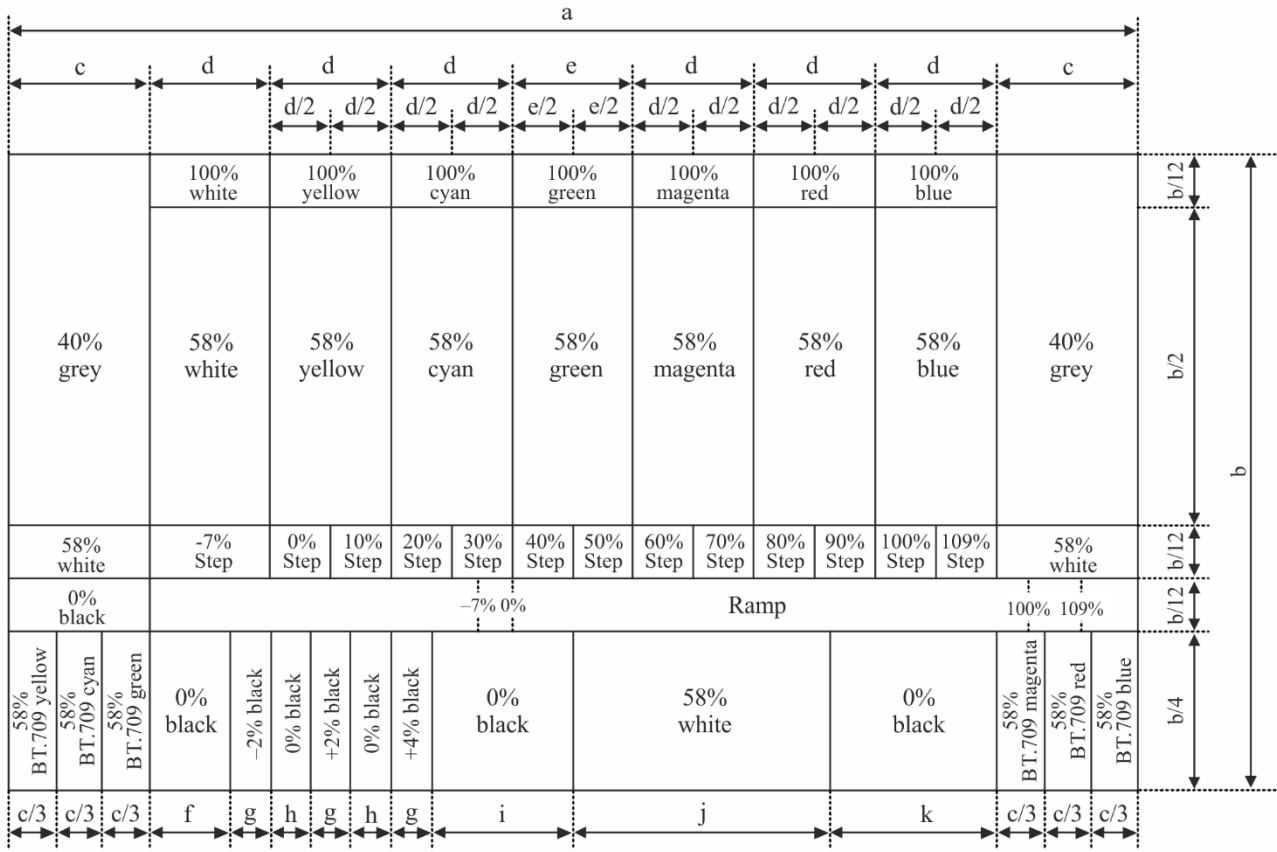 a
c d d d e d d d c
d/2 d/2 d/2 d/2 e/2 e/2 d/2 d/2 d/2 d/2 d/2 d/2
100% 100% 100% 100% 100% 100% 100%
white yellow cyan green magenta red blue
b/12
40% 58% 58% 58% 58% 58% 58% 58% 40%
grey white yellow cyan green magenta red blue grey
b/2
b
58% -7% 0% 10% 20% 30% 40% 50% 60% 70% 80% 90% 100% 109% 58%
white Step Step Step Step Step Step Step Step Step Step Step Step Step white
b/12
0%
black
–7% 0% Ramp 100% 109%
b/12
58%
BT.709 yellow
58%
BT.709 cyan
58%
BT.709 green
0%
black
–2% black
0% black
+2% black
0% black
+4% black
0%
black
58%
white
0%
black
58%
BT.709 magenta
58%
BT.709 red
58%
BT.709 blue
b/4
c/3 c/3 c/3 f g h g h g i j k c/3 c/3 c/3